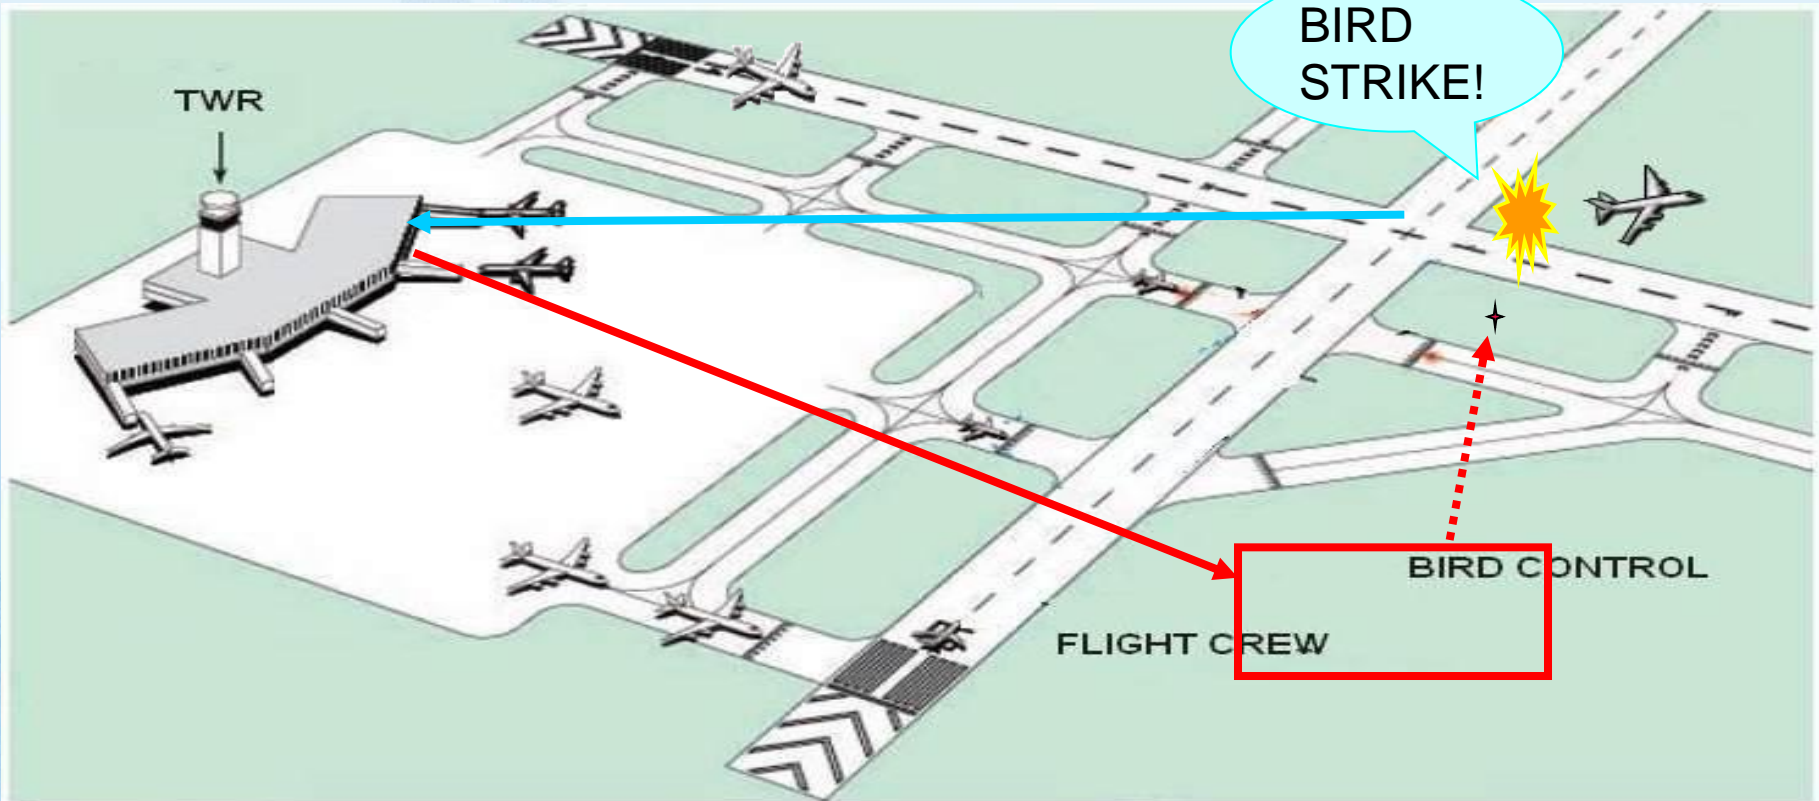 BIRD
STRIKE!
TWR
BIRD CONTROL
FLIGHT CREW